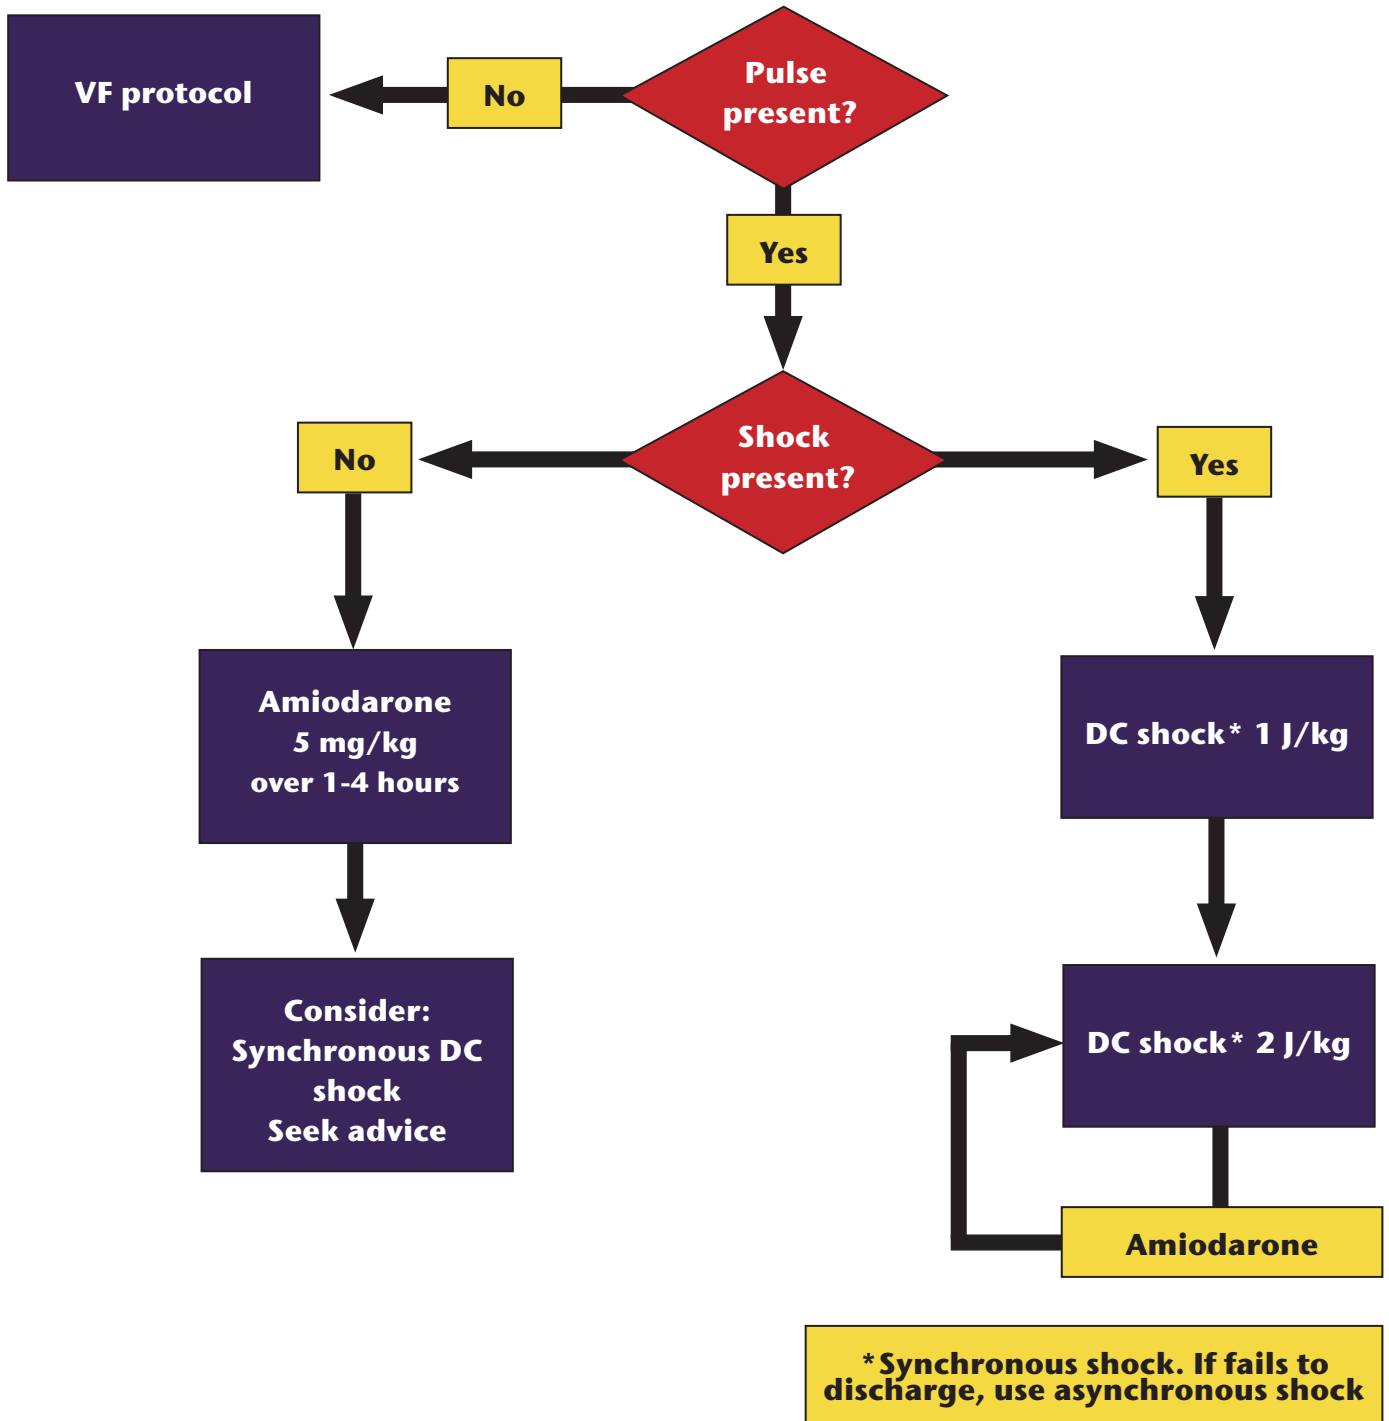 VF protocol
No
Pulse
present?
Yes
No
Shock
present?
Yes
Amiodarone
5 mg/kg
over 1-4 hours
DC shock* 1 J/kg
Consider:
Synchronous DC
shock
Seek advice
DC shock* 2 J/kg
Amiodarone
*Synchronous shock. If fails to
discharge, use asynchronous shock